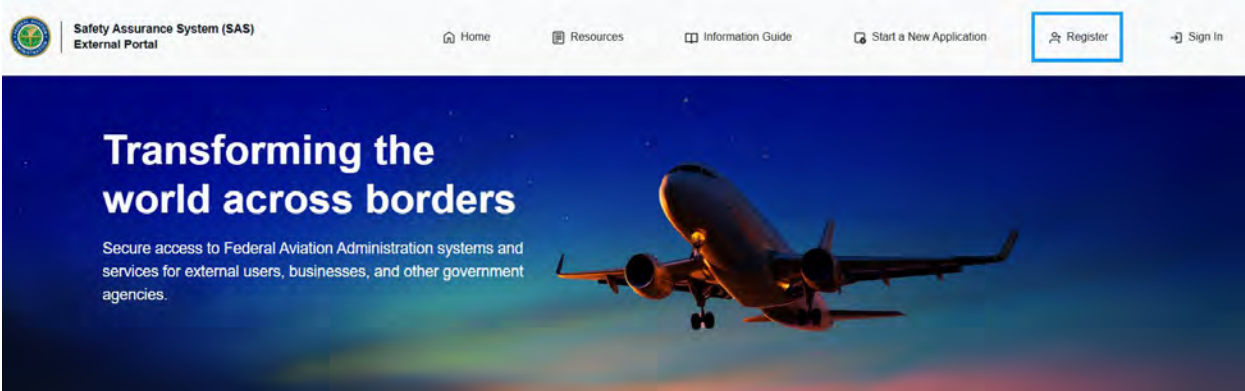 Safety Assurance System (SAS)
External Portal
Home
Resources
Information Guide
Start a New Application
Register
Sign In
Transforming the
world across borders
Secure access to Federal Aviation Administration systems and
services for external users, businesses, and other government
agencies.